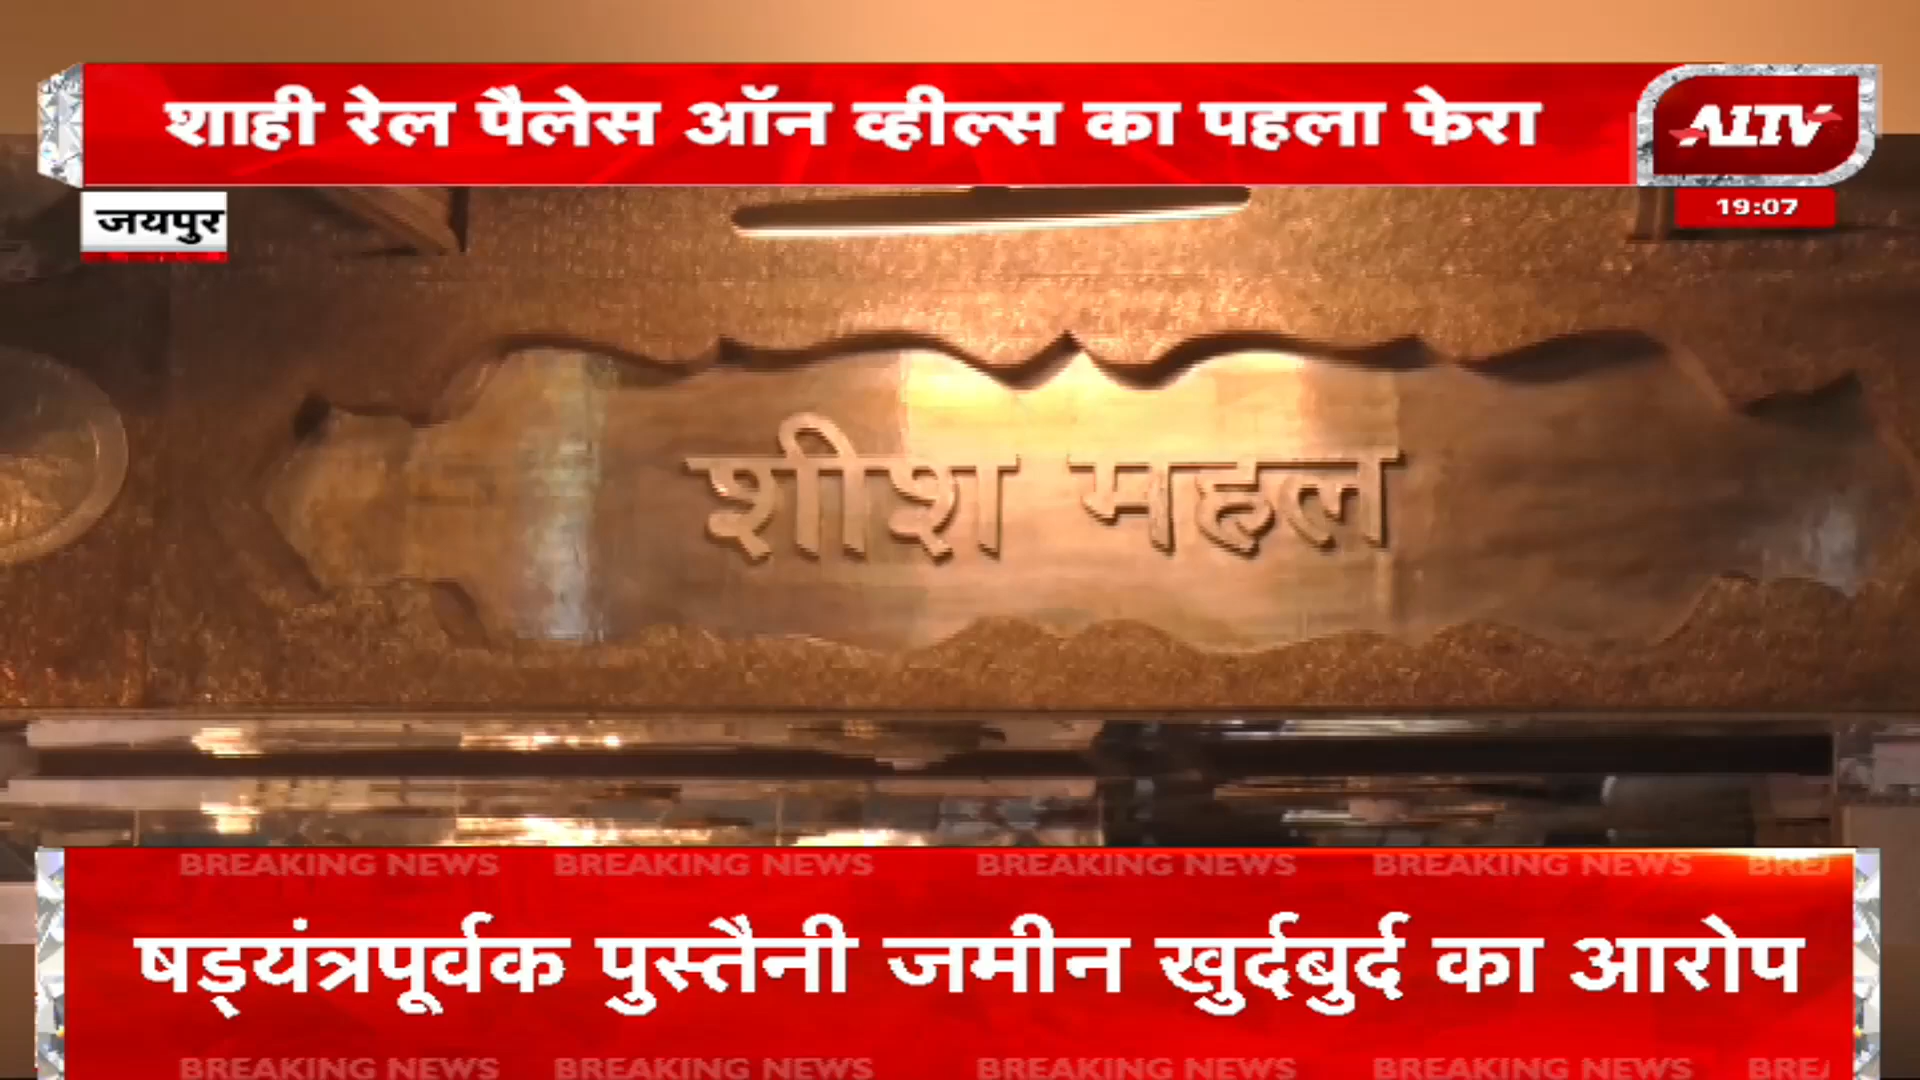 शाही रेल पैलेस ऑन व्हील्स का पहला फेरा
ALTV
19:07
जयपुर
शीश महल
BREAKING NEWS BREAKING NEWS BREAKING NEWS BREAKING NEWS
षड्यंत्रपूर्वक पुस्तैनी जमीन खुर्दबुर्द का आरोप
BREAKING NEWS BREAKING NEWS BREAKING NEWS BREAKING NEWS